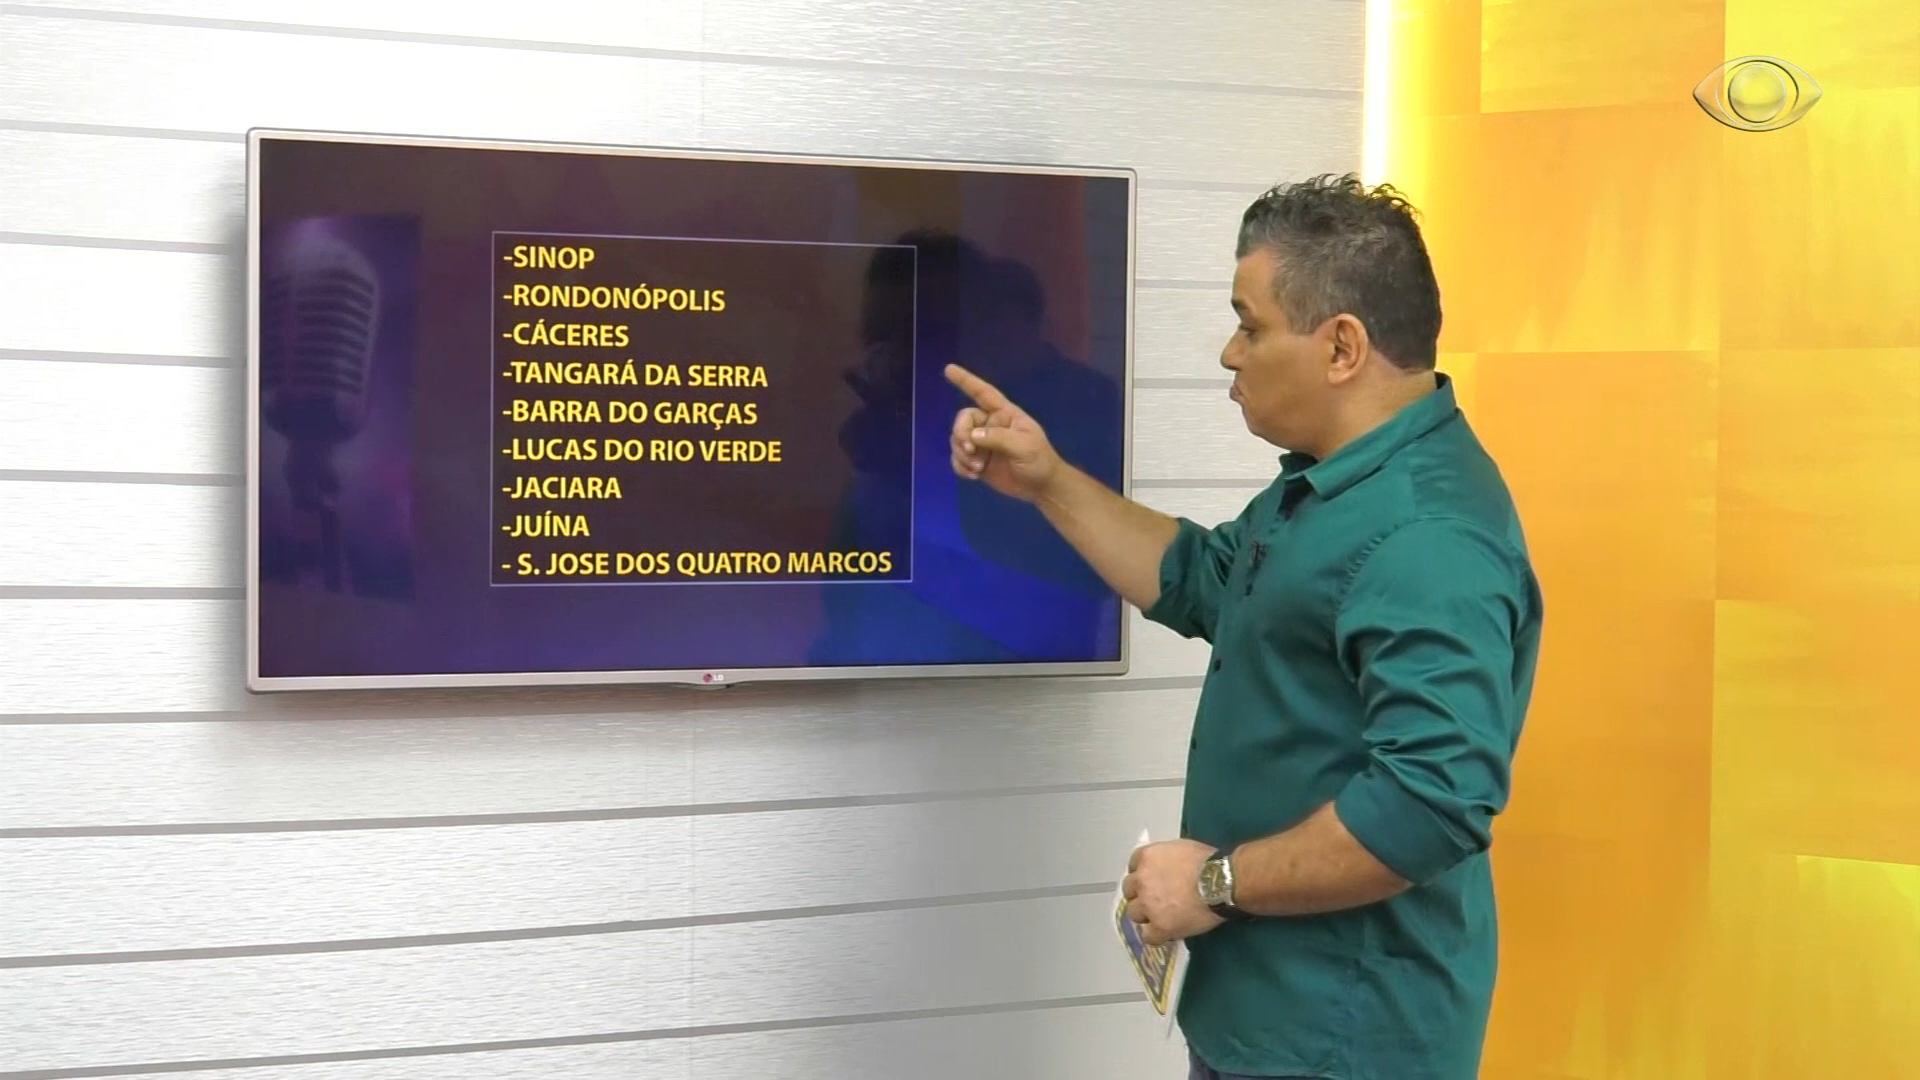 -SINOP
-RONDONÓPOLIS
-CÁCERES
-TANGARÁ DA SERRA
-BARRA DO GARÇAS
-LUCAS DO RIO VERDE
-JACIARA
-JUÍNA
- S. JOSE DOS QUATRO MARCOS
LG